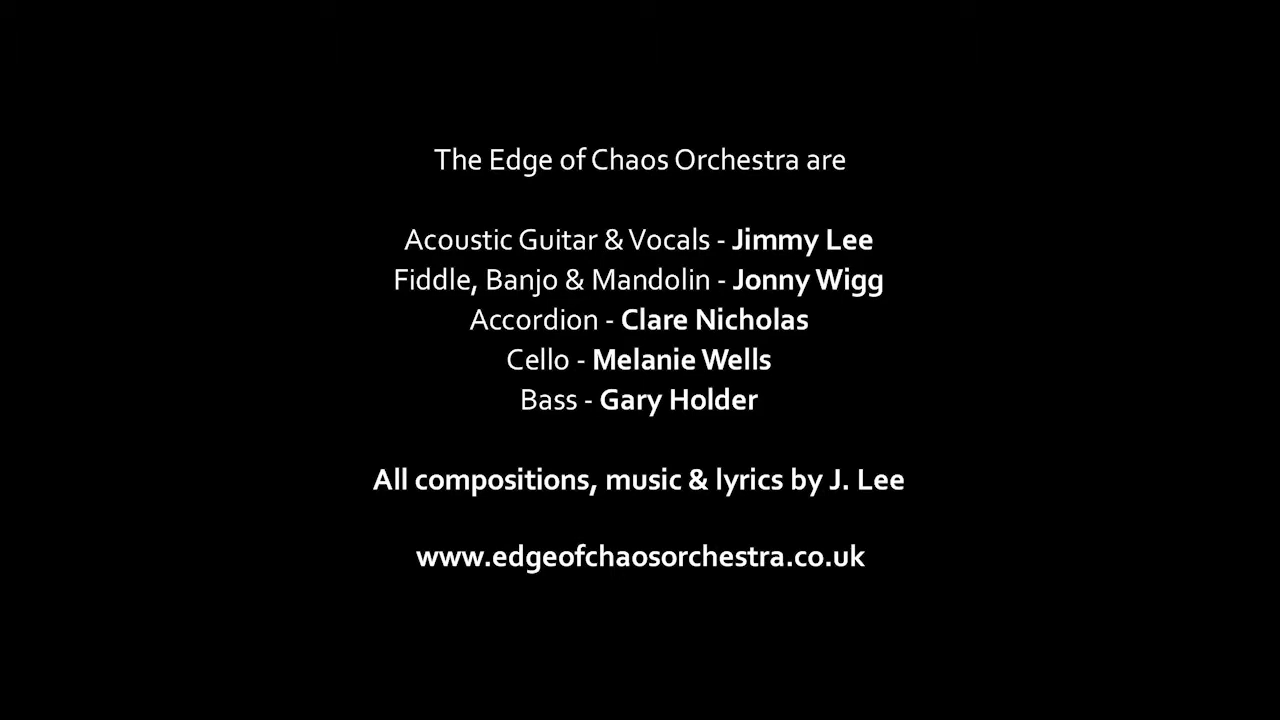 The Edge of Chaos Orchestra are
Acoustic Guitar & Vocals - Jimmy Lee
Fiddle, Banjo & Mandolin - Jonny Wigg
Accordion - Clare Nicholas
Cello - Melanie Wells
Bass - Gary Holder
All compositions, music & lyrics by J. Lee
www.edgeofchaosorchestra.co.uk